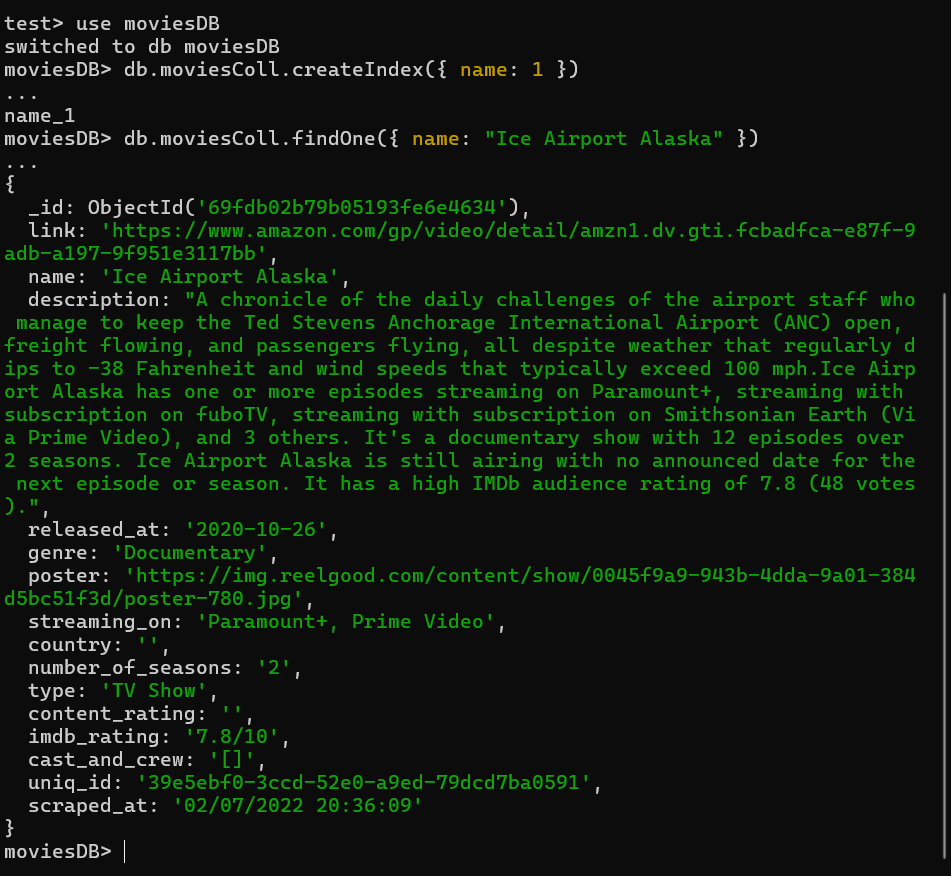 test> use moviesDB
switched to db moviesDB
moviesDB> db.moviesColl.createIndex({ name: 1 })
...
name_1
moviesDB> db.moviesColl.findOne({ name: "Ice Airport Alaska" })
...
{
  _id: ObjectId('69fdb02b79b05193fe6e4634'),
  link: 'https://www.amazon.com/gp/video/detail/amzn1.dv.gti.fcbadfca-e87f-9
adb-a197-9f951e3117bb',
  name: 'Ice Airport Alaska',
  description: "A chronicle of the daily challenges of the airport staff who
 manage to keep the Ted Stevens Anchorage International Airport (ANC) open,
freight flowing, and passengers flying, all despite weather that regularly d
ips to -38 Fahrenheit and wind speeds that typically exceed 100 mph.Ice Airp
ort Alaska has one or more episodes streaming on Paramount+, streaming with
subscription on fuboTV, streaming with subscription on Smithsonian Earth (Vi
a Prime Video), and 3 others. It's a documentary show with 12 episodes over
2 seasons. Ice Airport Alaska is still airing with no announced date for the
 next episode or season. It has a high IMDb audience rating of 7.8 (48 votes
).",
  released_at: '2020-10-26',
  genre: 'Documentary',
  poster: 'https://img.reelgood.com/content/show/0045f9a9-943b-4dda-9a01-384
d5bc51f3d/poster-780.jpg',
  streaming_on: 'Paramount+, Prime Video',
  country: '',
  number_of_seasons: '2',
  type: 'TV Show',
  content_rating: '',
  imdb_rating: '7.8/10',
  cast_and_crew: '[]',
  uniq_id: '39e5ebf0-3ccd-52e0-a9ed-79dcd7ba0591',
  scraped_at: '02/07/2022 20:36:09'
}
moviesDB>